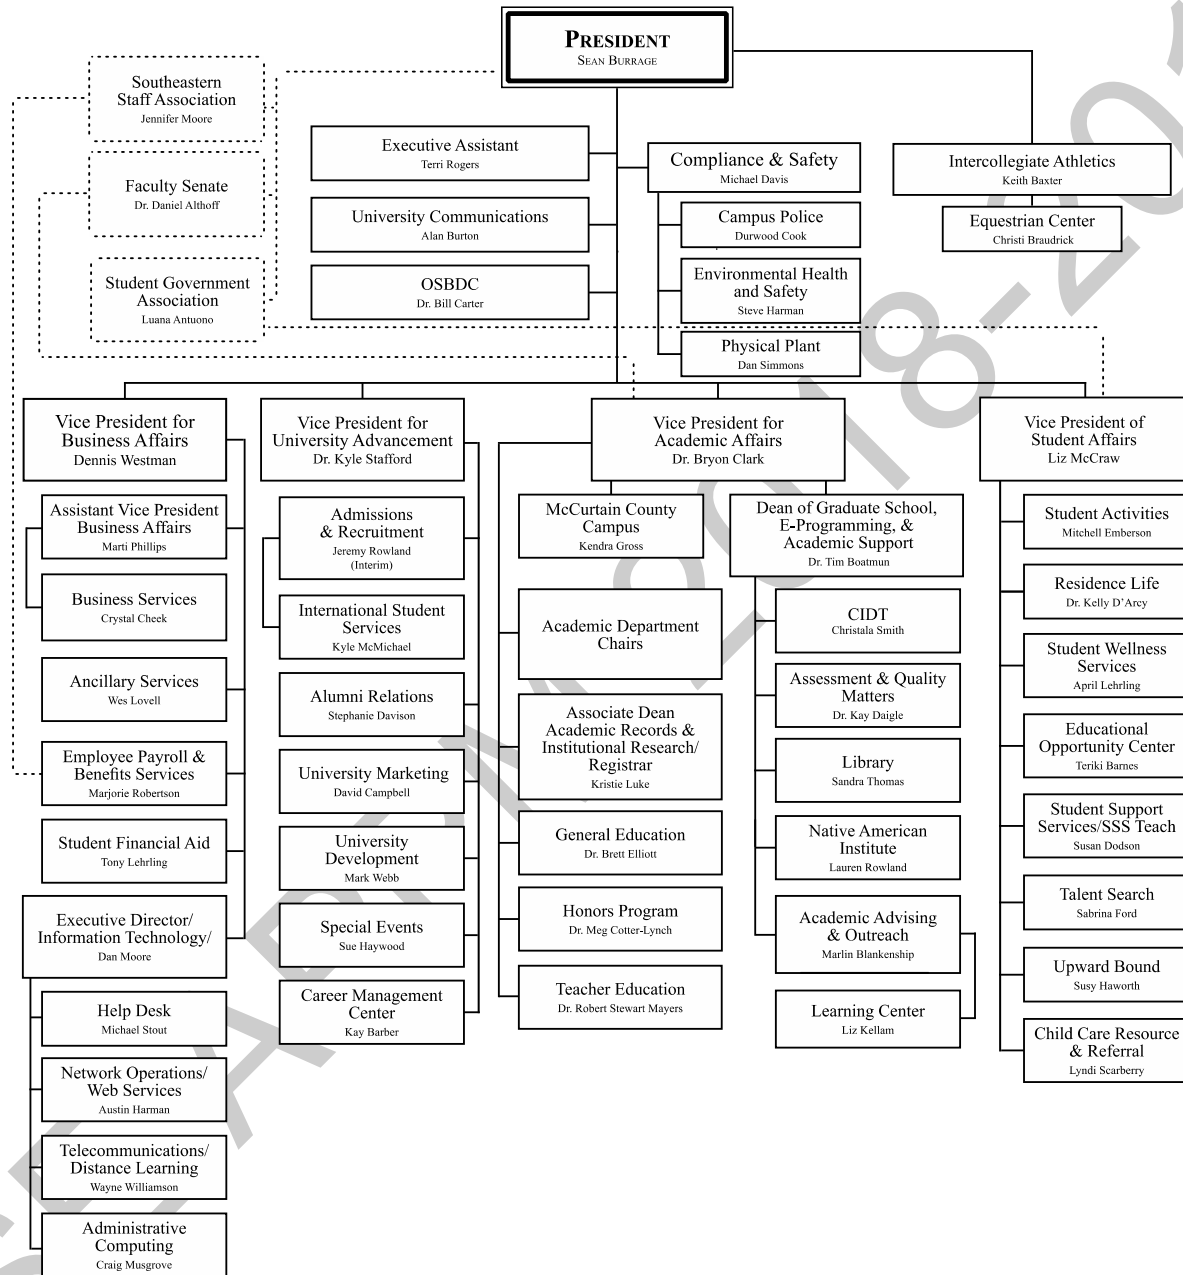 PRESIDENT
SEAN BURRAGE
Southeastern
Staff Association
Jennifer Moore
Faculty Senate
Dr. Daniel Althoff
Student Government
Association
Luana Antuono
Executive Assistant
Terri Rogers
University Communications
Alan Burton
OSBDC
Dr. Bill Carter
Compliance & Safety
Michael Davis
Campus Police
Durwood Cook
Environmental Health
and Safety
Steve Harman
Physical Plant
Dan Simmons
Intercollegiate Athletics
Keith Baxter
Equestrian Center
Christi Braudrick
Vice President for
Business Affairs
Dennis Westman
Assistant Vice President
Business Affairs
Marti Phillips
Business Services
Crystal Cheek
Ancillary Services
Wes Lovell
Employee Payroll &
Benefits Services
Marjorie Robertson
Student Financial Aid
Tony Lehrling
Executive Director/
Information Technology/
Dan Moore
Help Desk
Michael Stout
Network Operations/
Web Services
Austin Harman
Telecommunications/
Distance Learning
Wayne Williamson
Administrative
Computing
Craig Musgrove
Vice President for
University Advancement
Dr. Kyle Stafford
Admissions
& Recruitment
Jeremy Rowland
(Interim)
International Student
Services
Kyle McMichael
Alumni Relations
Stephanie Davison
University Marketing
David Campbell
University
Development
Mark Webb
Special Events
Sue Haywood
Career Management
Center
Kay Barber
Vice President for
Academic Affairs
Dr. Bryon Clark
McCurtain County
Campus
Kendra Gross
Academic Department
Chairs
Associate Dean
Academic Records &
Institutional Research/
Registrar
Kristie Luke
General Education
Dr. Brett Elliott
Honors Program
Dr. Meg Cotter-Lynch
Teacher Education
Dr. Robert Stewart Mayers
Dean of Graduate School,
E-Programming, &
Academic Support
Dr. Tim Boatmun
CIDT
Christala Smith
Assessment & Quality
Matters
Dr. Kay Daigle
Library
Sandra Thomas
Native American
Institute
Lauren Rowland
Academic Advising
& Outreach
Marlin Blankenship
Learning Center
Liz Kellam
Vice President of
Student Affairs
Liz McCraw
Student Activities
Mitchell Emberson
Residence Life
Dr. Kelly D’Arcy
Student Wellness
Services
April Lehrling
Educational
Opportunity Center
Teriki Barnes
Student Support
Services/SSS Teach
Susan Dodson
Talent Search
Sabrina Ford
Upward Bound
Susy Haworth
Child Care Resource
& Referral
Lyndi Scarberry